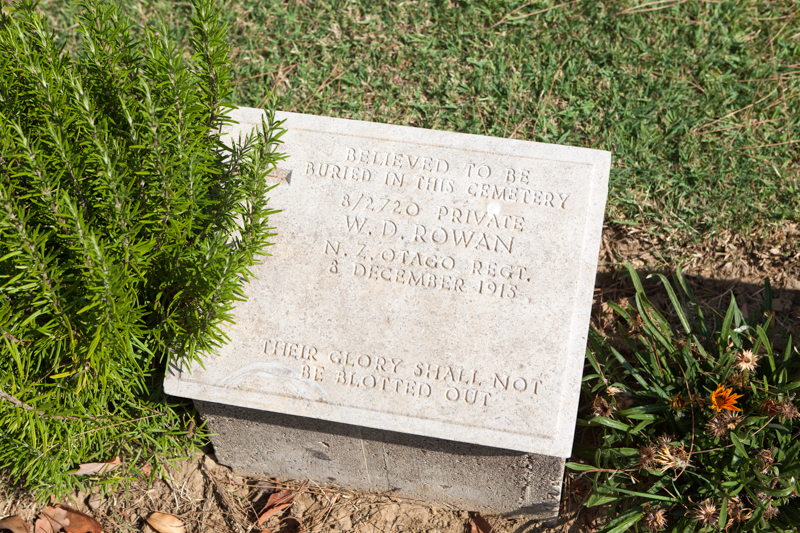 BELIEVED TO BE
BURIED IN THIS CEMETERY
8/2720 PRIVATE
W. D. ROWAN
N. Z. OTAGO REGT.
8 DECEMBER 1915
THEIR GLORY SHALL NOT
BE BLOTTED OUT